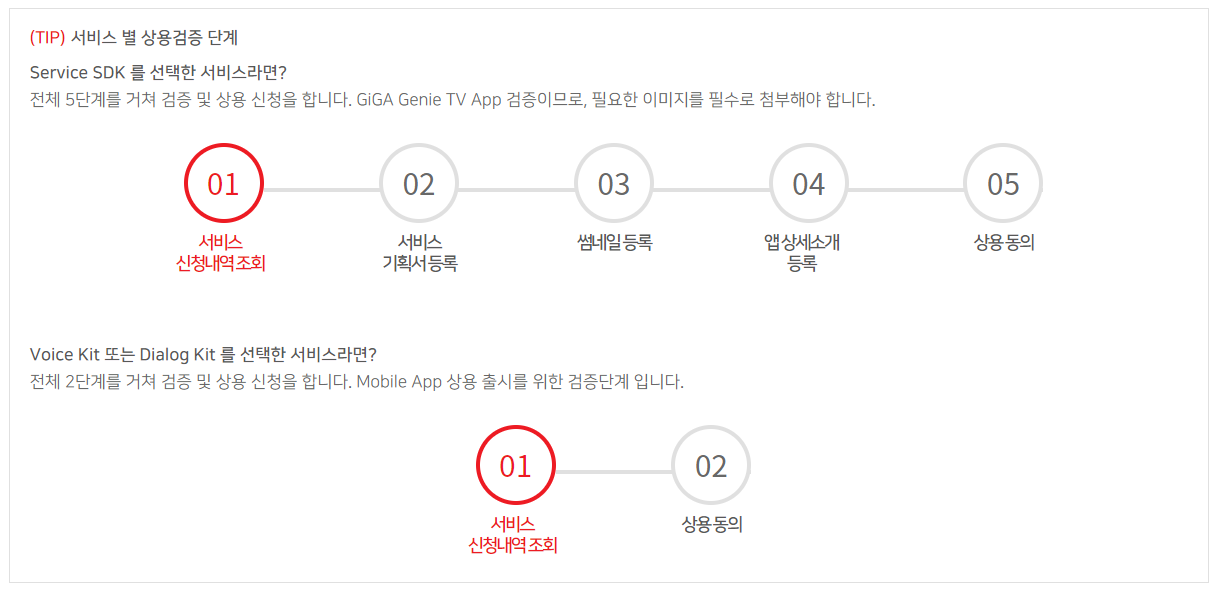 (TIP) 서비스 별 상용검증 단계
Service SDK 를 선택한 서비스라면?
전체 5단계를 거쳐 검증 및 상용 신청을 합니다. GiGA Genie TV App 검증이므로, 필요한 이미지를 필수로 첨부해야 합니다.
01
02
03
04
05
서비스
신청내역 조회
서비스
기획서 등록
썸네일 등록
앱 상세소개
등록
상용 동의
Voice Kit 또는 Dialog Kit 를 선택한 서비스라면?
전체 2단계를 거쳐 검증 및 상용 신청을 합니다. Mobile App 상용 출시를 위한 검증단계 입니다.
01
02
서비스
신청내역 조회
상용 동의